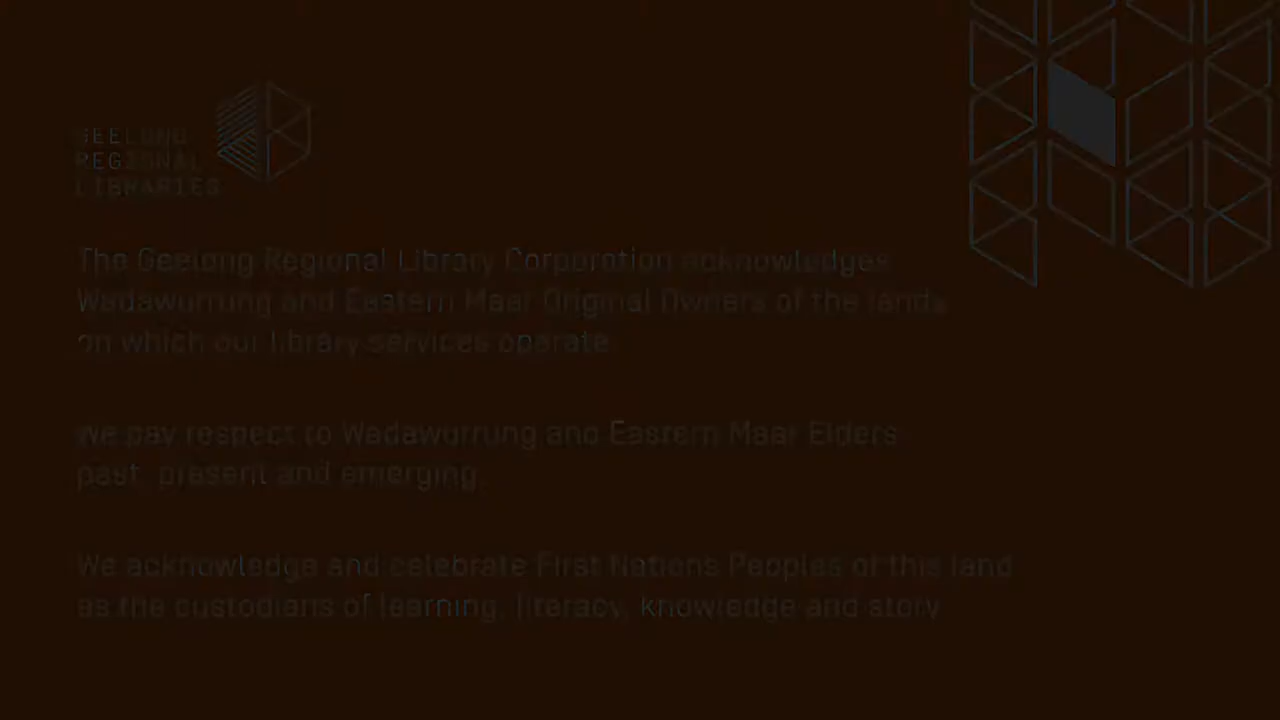 GEELONG
REGIONAL
LIBRARIES
The Geelong Regional Library Corporation acknowledges
Wadawurrung and Eastern Maar Original Owners of the lands
on which our library services operate.
We pay respect to Wadawurrung and Eastern Maar Elders
past, present and emerging.
We acknowledge and celebrate First Nations Peoples of this land
as the custodians of learning, literacy, knowledge and story.